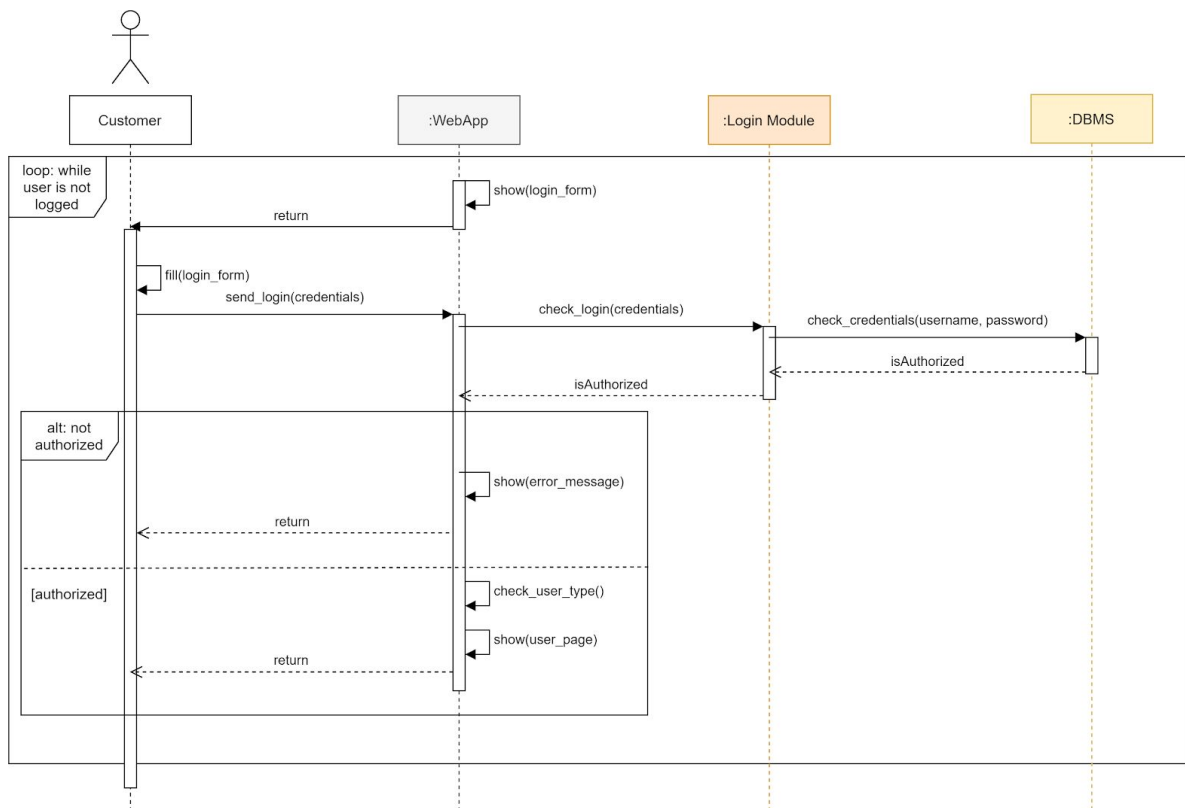 Customer
:WebApp
:Login Module
:DBMS
loop: while
user is not
logged
show(login_form)
return
fill(login_form)
send_login(credentials)
check_login(credentials)
check_credentials(username, password)
isAuthorized
isAuthorized
alt: not
authorized
show(error_message)
return
[authorized]
check_user_type()
show(user_page)
return